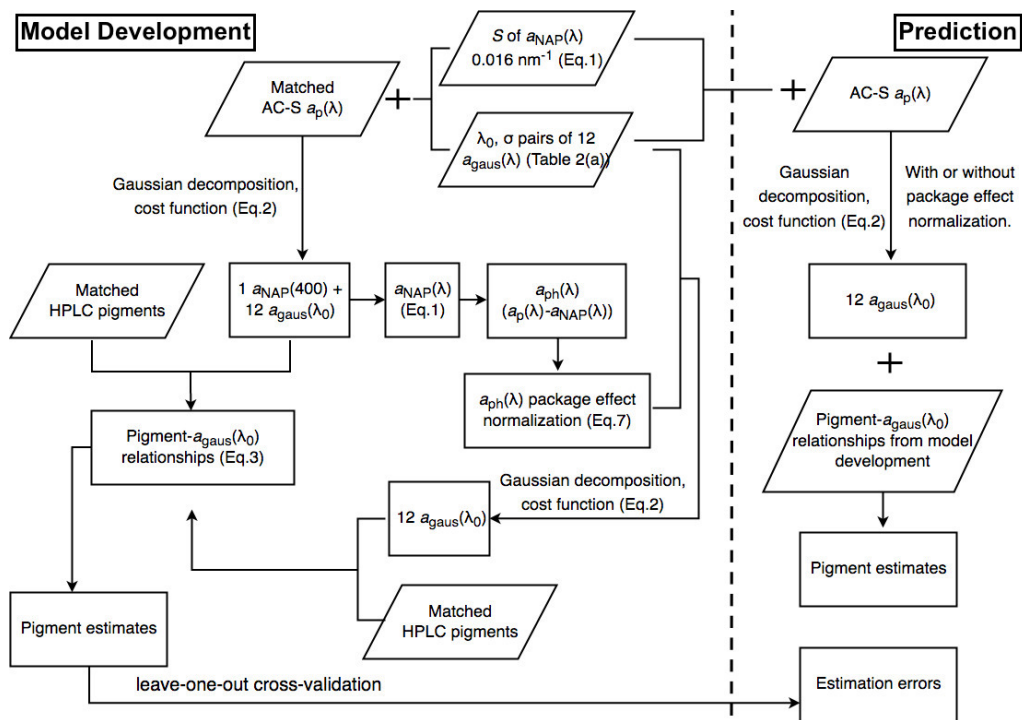 Model Development
Prediction
S of aNAP(λ)
0.016 nm-1 (Eq.1)
Matched
AC-S ap(λ)
+
λ0, σ pairs of 12
agaus(λ) (Table 2(a))
Gaussian decomposition,
cost function (Eq.2)
Matched
HPLC pigments
1 aNAP(400) +
12 agaus(λ0)
aNAP(λ)
(Eq.1)
aph(λ)
(ap(λ)-aNAP(λ))
aph(λ) package effect
normalization (Eq.7)
Pigment-agaus(λ0)
relationships (Eq.3)
Gaussian decomposition,
cost function (Eq.2)
12 agaus(λ0)
Matched
HPLC pigments
Pigment estimates
leave-one-out cross-validation
+
AC-S ap(λ)
Gaussian
decomposition,
cost function (Eq.2)
With or without
package effect
normalization.
12 agaus(λ0)
+
Pigment-agaus(λ0)
relationships from model
development
Pigment estimates
Estimation errors